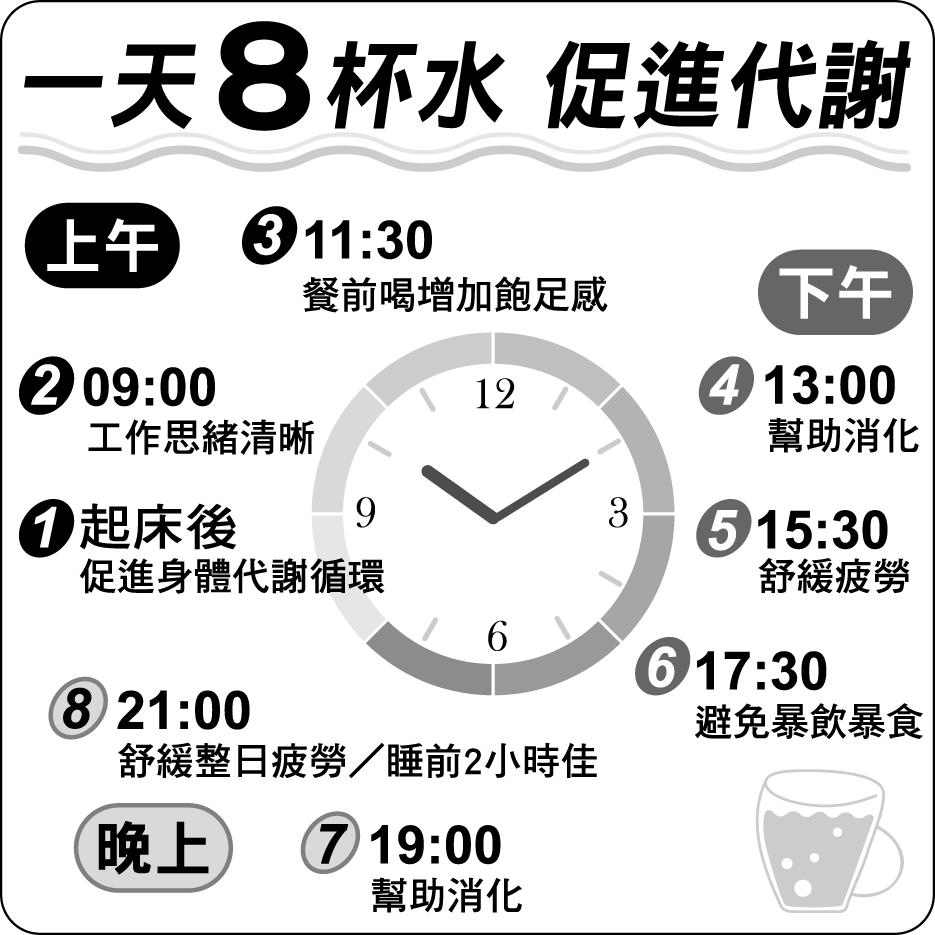 一天8杯水 促進代謝
上午
3 11:30
餐前喝增加飽足感
下午
2 09:00
工作思緒清晰
4 13:00
幫助消化
1 起床後
促進身體代謝循環
5 15:30
舒緩疲勞
12
9
3
6
6 17:30
避免暴飲暴食
8 21:00
舒緩整日疲勞／睡前2小時佳
晚上
7 19:00
幫助消化